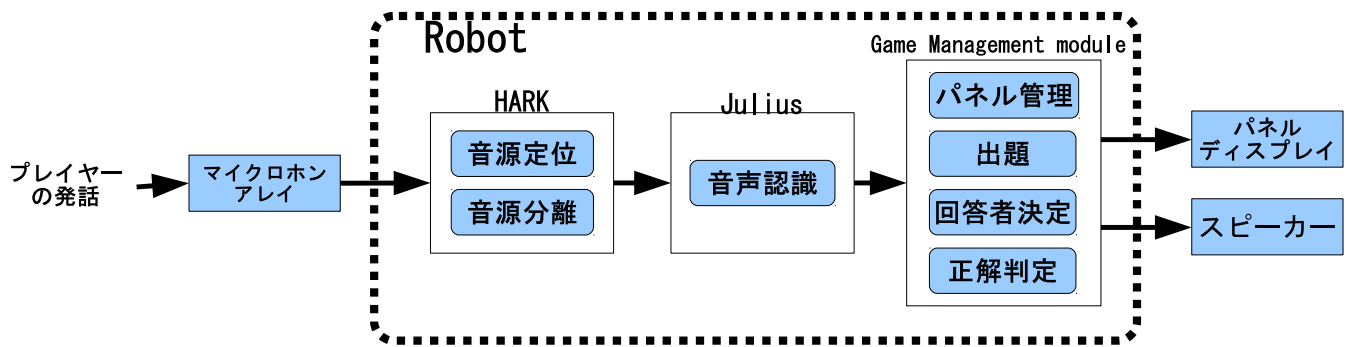 Robot
プレイヤー
の発話
マイクロホン
アレイ
HARK
音源定位
音源分離
Julius
音声認識
Game Management module
パネル管理
出題
回答者決定
正解判定
パネル
ディスプレイ
スピーカー